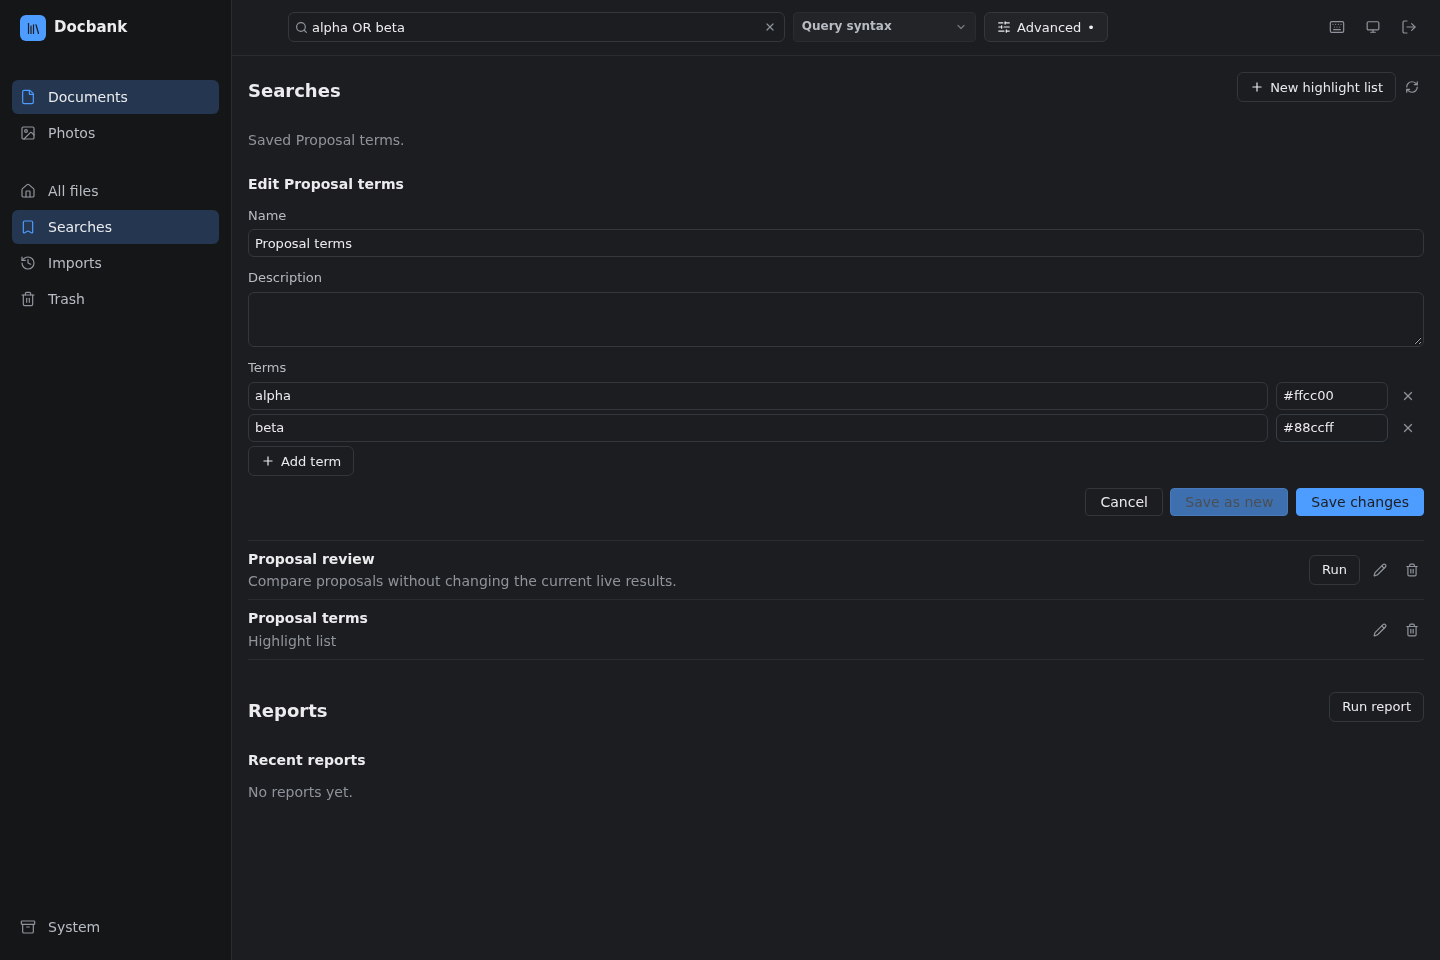 Docbank
alpha OR beta
Query syntax
Advanced •
Documents
Photos
All files
Searches
Imports
Trash
System
Searches
New highlight list
Saved Proposal terms.
Edit Proposal terms
Name
Proposal terms
Description
Terms
alpha #ffcc00
beta #88ccff
Add term
Cancel Save as new Save changes
Proposal review
Compare proposals without changing the current live results.
Run
Proposal terms
Highlight list
Reports
Run report
Recent reports
No reports yet.